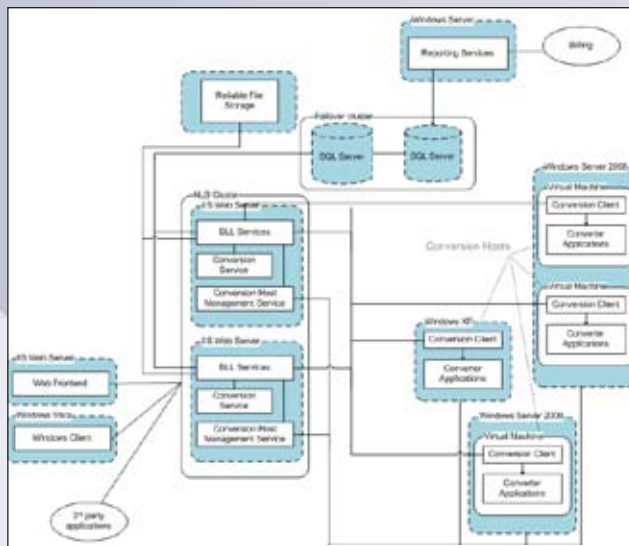 Windows Server
Reporting Services
Billing
Reliable File
Storage
Failover cluster
SQL Server
SQL Server
Windows Server 2008
Virtual Machine
Conversion Client
Converter
Applications
Virtual Machine
Conversion Client
Converter
Applications
NLB Cluster
IIS Web Server
BLL Services
Conversion
Service
Conversion Host
Management Service
Conversion Hosts
Windows XP
Conversion Client
Converter
Applications
IIS Web Server
BLL Services
Conversion
Service
Conversion Host
Management Service
IIS Web Server
Web Frontend
Windows Vista
Windows Client
3rd party
applications
Windows Server 2008
Virtual Machine
Conversion Client
Converter
Applications